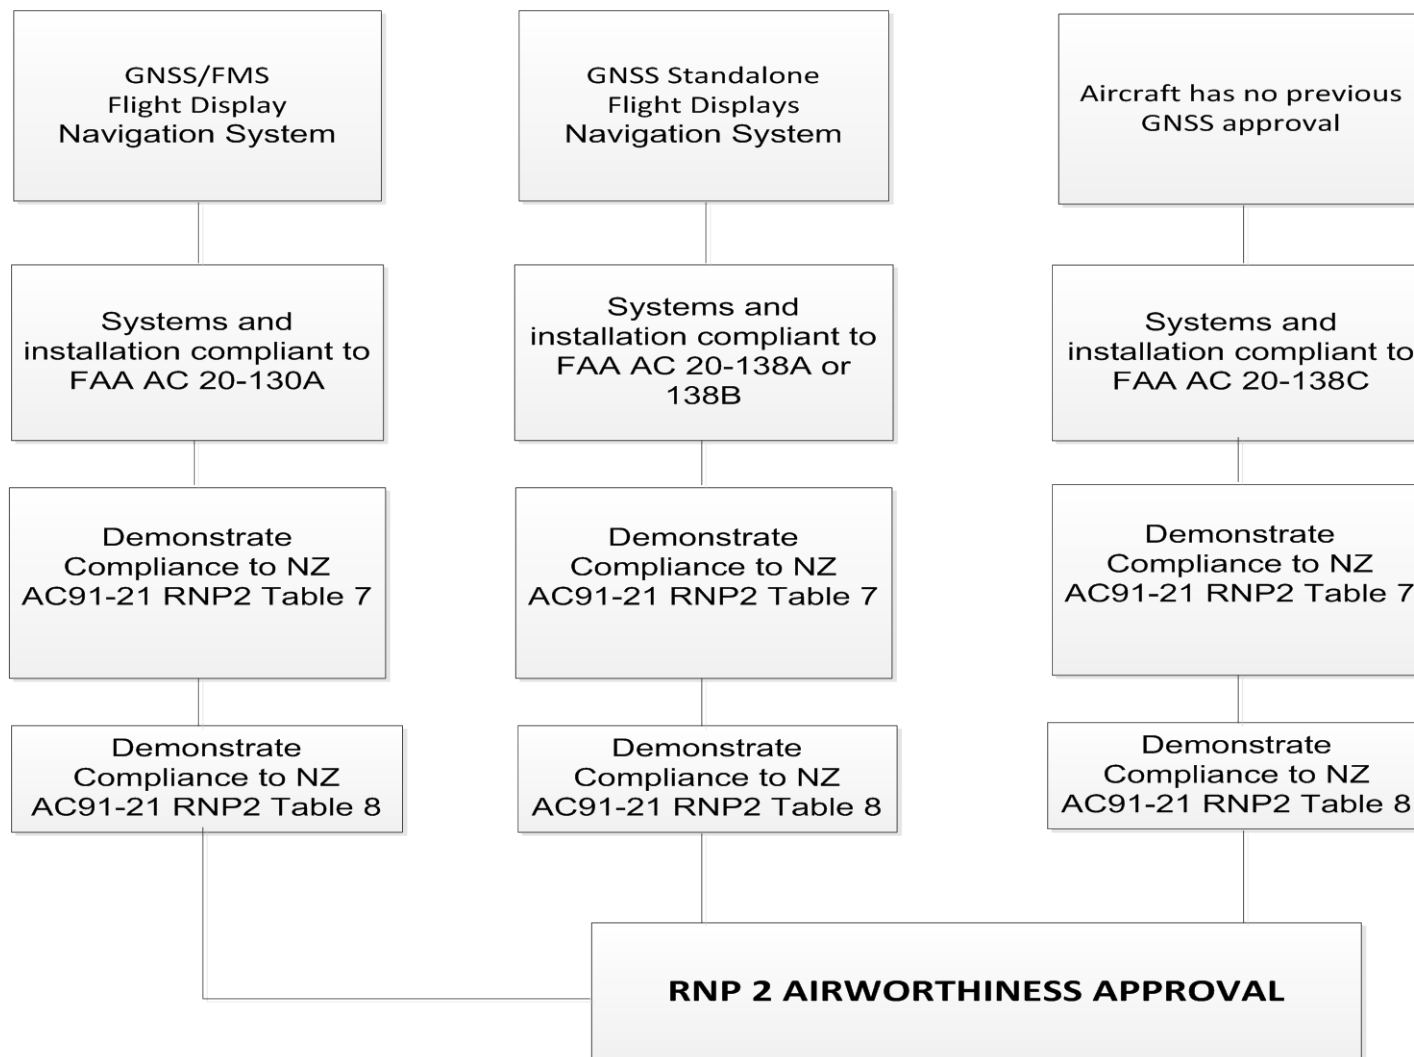 GNSS/FMS
Flight Display
Navigation System
GNSS Standalone
Flight Displays
Navigation System
Aircraft has no previous
GNSS approval
Systems and
installation compliant to
FAA AC 20-130A
Systems and
installation compliant to
FAA AC 20-138A or
138B
Systems and
installation compliant to
FAA AC 20-138C
Demonstrate
Compliance to NZ
AC91-21 RNP2 Table 7
Demonstrate
Compliance to NZ
AC91-21 RNP2 Table 7
Demonstrate
Compliance to NZ
AC91-21 RNP2 Table 7
Demonstrate
Compliance to NZ
AC91-21 RNP2 Table 8
Demonstrate
Compliance to NZ
AC91-21 RNP2 Table 8
Demonstrate
Compliance to NZ
AC91-21 RNP2 Table 8
RNP 2 AIRWORTHINESS APPROVAL